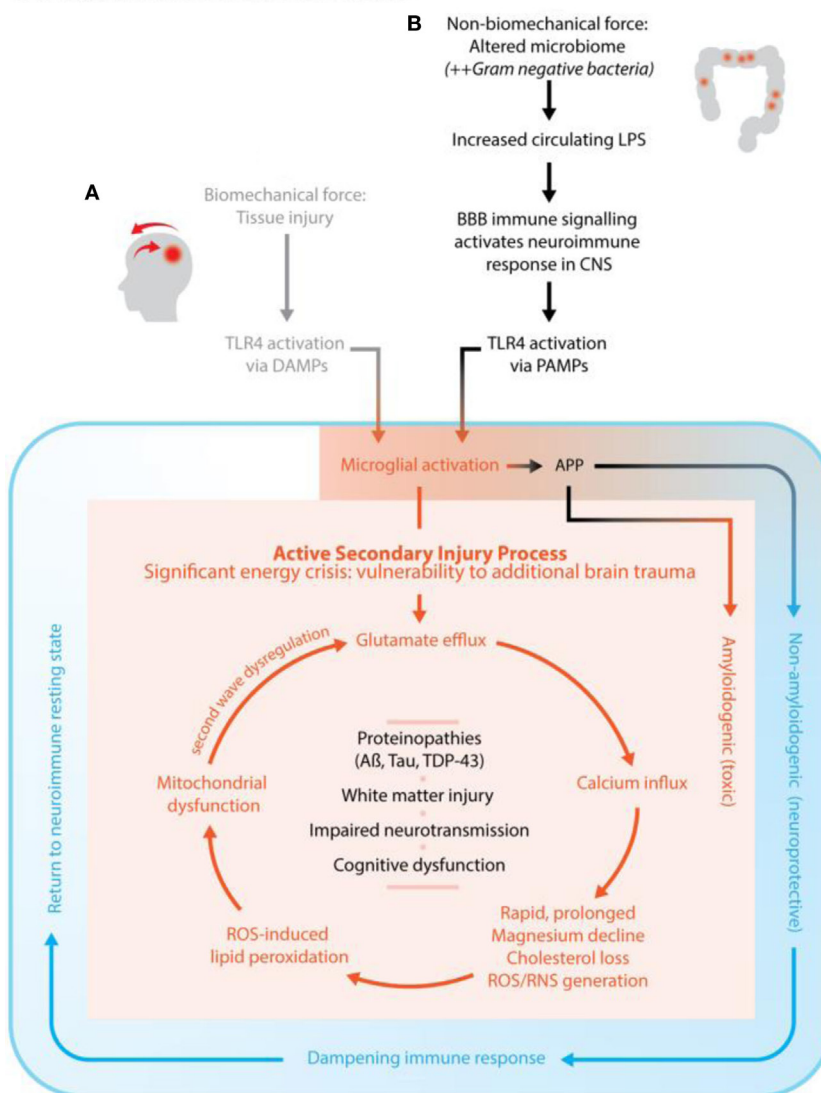 B
Non-biomechanical force:
Altered microbiome
(++Gram negative bacteria)
Increased circulating LPS
A
Biomechanical force:
Tissue injury
BBB immune signalling
activates neuroimmune
response in CNS
TLR4 activation
via DAMPs
TLR4 activation
via PAMPs
Microglial activation
APP
Active Secondary Injury Process
Significant energy crisis: vulnerability to additional brain trauma
Glutamate efflux
second wave dysregulation
Proteinopathies
(Aß, Tau, TDP-43)
White matter injury
Impaired neurotransmission
Cognitive dysfunction
Mitochondrial
dysfunction
Calcium influx
Rapid, prolonged
Magnesium decline
Cholesterol loss
ROS/RNS generation
ROS-induced
lipid peroxidation
Amyloidogenic (toxic)
Non-amyloidogenic (neuroprotective)
Return to neuroimmune resting state
Dampening immune response